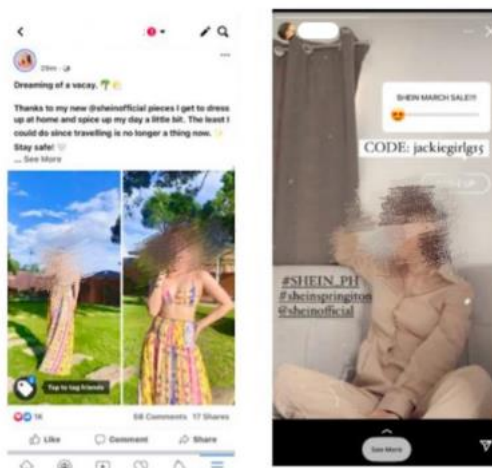 29m
Dreaming of a vacay.
Thanks to my new @sheinofficial pieces I get to dress
up at home and spice up my day a little bit. The least I
could do since travelling is no longer a thing now.
Stay safe!
... See More
Tap to tag friends
1K
58 Comments 17 Shares
Like
Comment
Share
SHEIN MARCH SALE!!!
CODE: jackiegirlg15
#SHEIN_PH
#sheinspringiton
@sheinofficial
See More